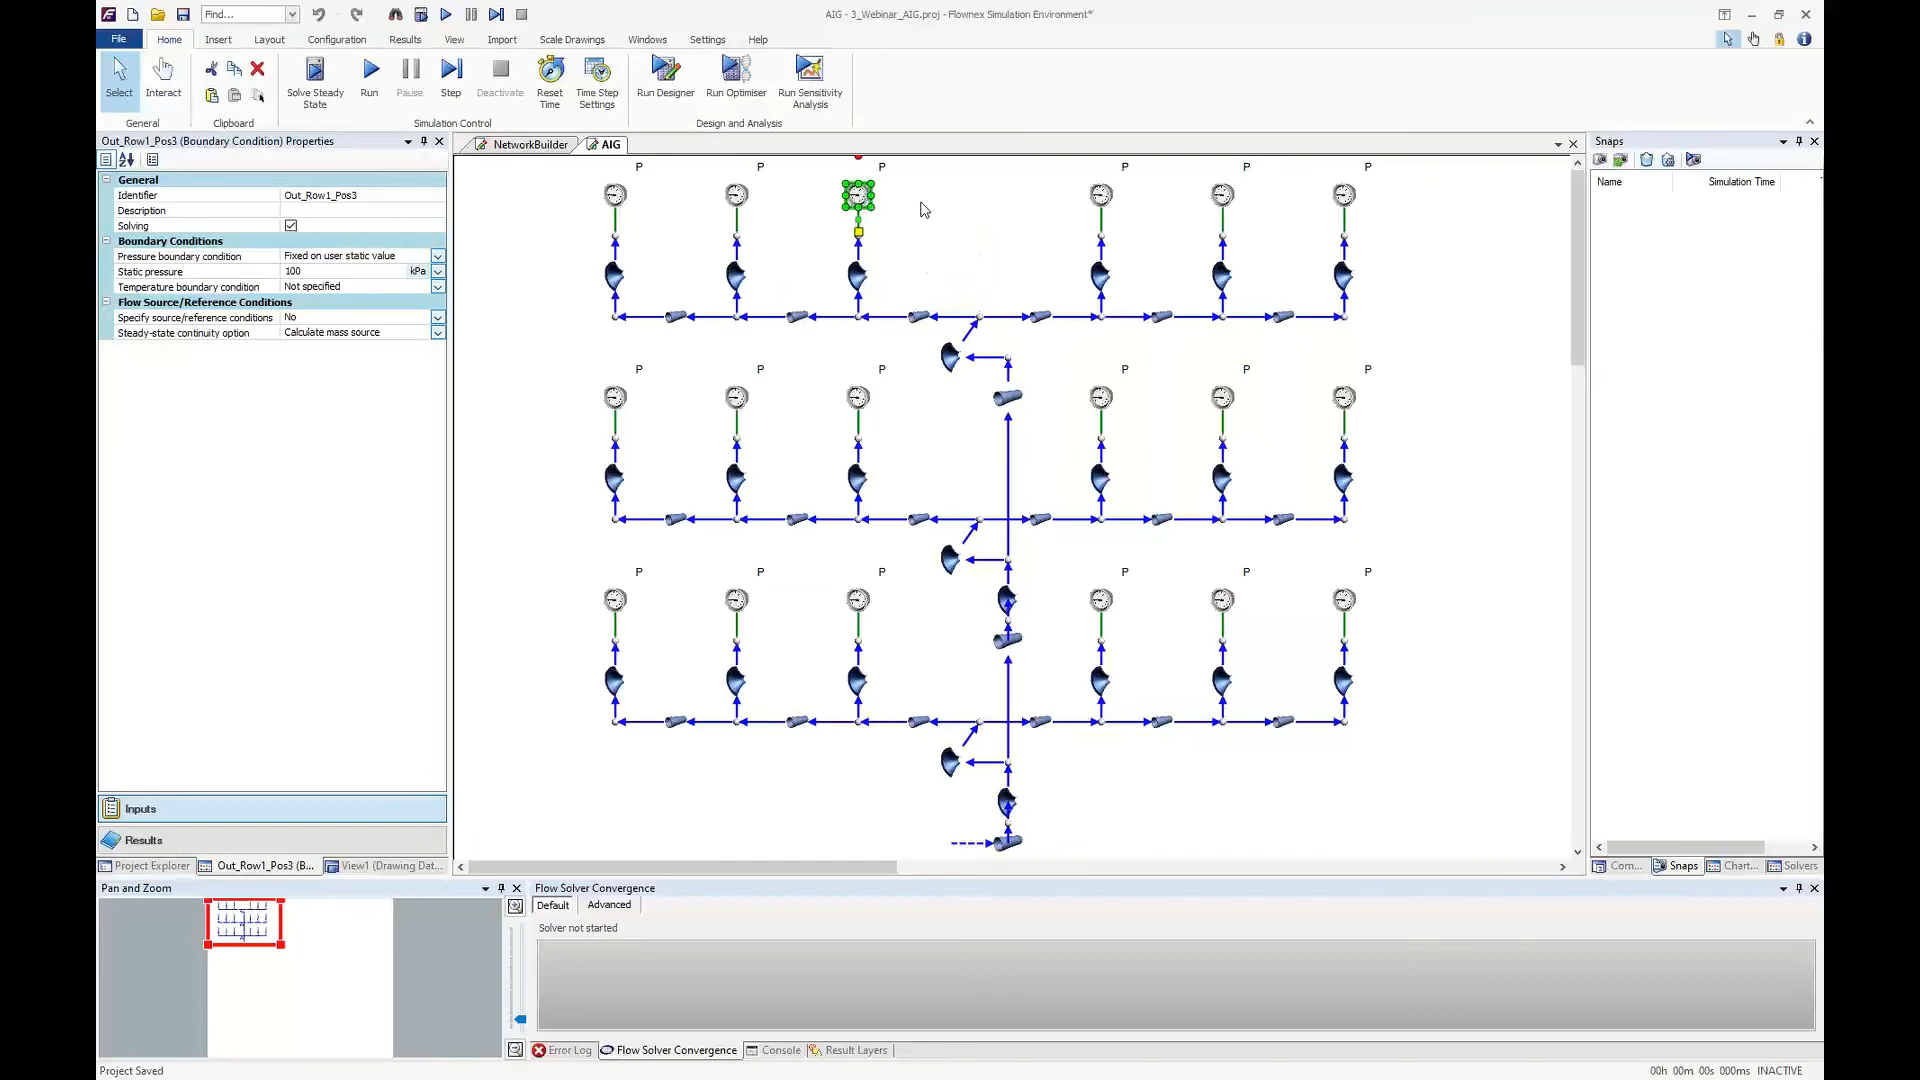 Find...
AIG - 3_Webinar_AIG.proj - Flownex Simulation Environment*
File Home Insert Layout Configuration Results View Import Scale Drawings Windows Settings Help
Select Interact Solve Steady State Run Pause Step Deactivate Reset Time Time Step Settings Run Designer Run Optimiser Run Sensitivity Analysis
General Clipboard Simulation Control Design and Analysis
Out_Row1_Pos3 (Boundary Condition) Properties
General
Identifier Out_Row1_Pos3
Description
Solving
Boundary Conditions
Pressure boundary condition Fixed on user static value
Static pressure 100 kPa
Temperature boundary condition Not specified
Flow Source/Reference Conditions
Specify source/reference conditions No
Steady-state continuity option Calculate mass source
Inputs
Results
Project Explorer Out_Row1_Pos3 (B... View1 (Drawing Dat...
NetworkBuilder AIG
P P P P P P
P P P P P P
P P P P P P
Snaps
Name Simulation Time
Com... Snaps Chart... Solvers
Pan and Zoom
Flow Solver Convergence
Default Advanced
Solver not started
Error Log Flow Solver Convergence Console Result Layers
Project Saved
00h 00m 00s 000ms INACTIVE